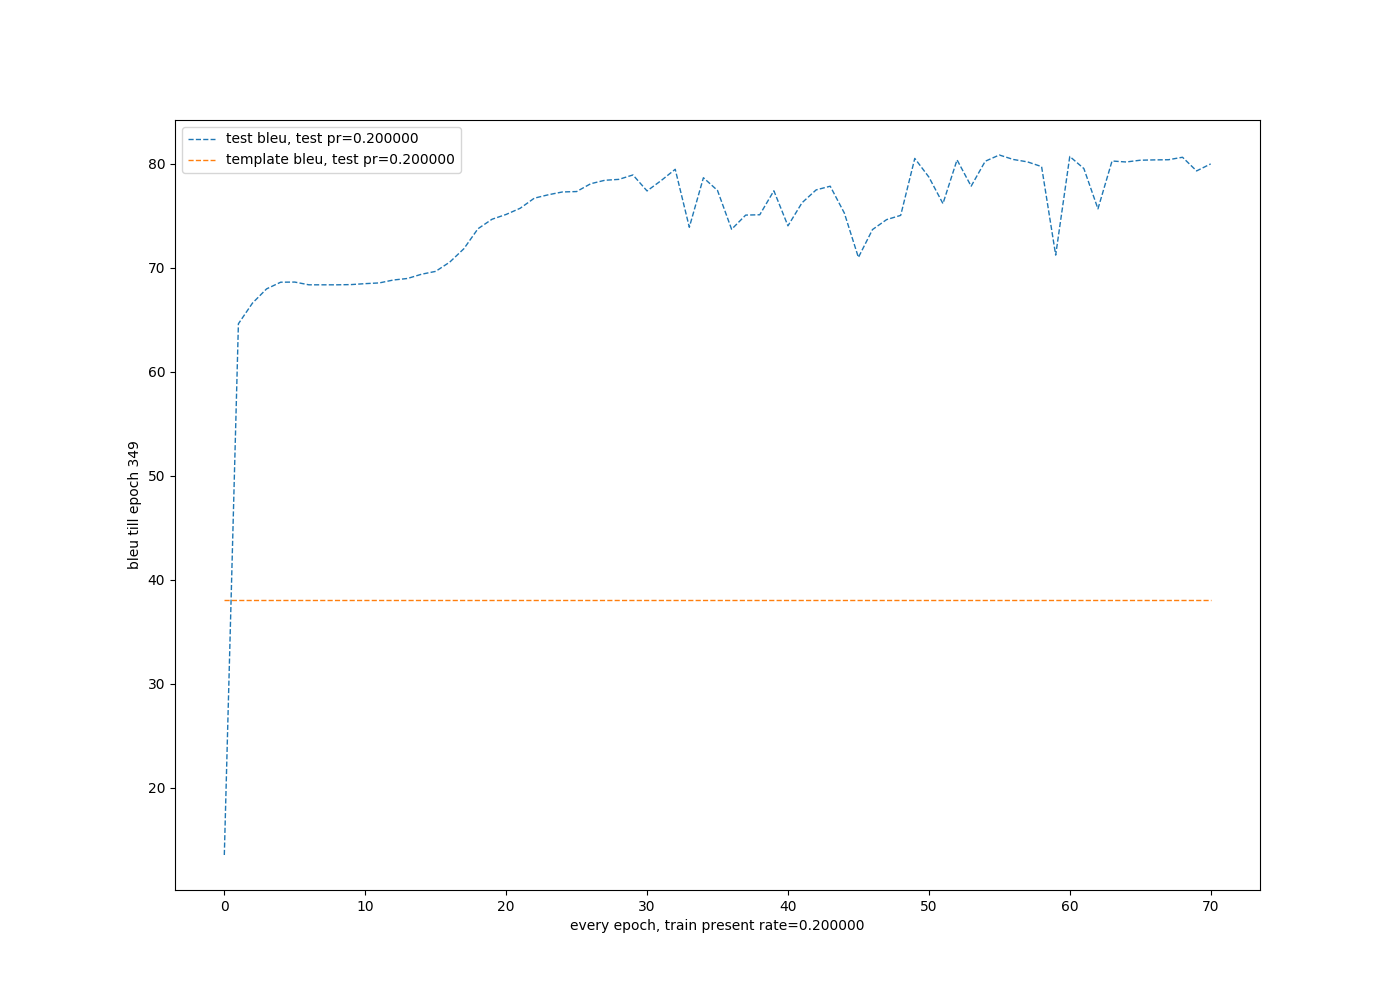 test bleu, test pr=0.200000
template bleu, test pr=0.200000
80
70
60
50
40
30
20
bleu till epoch 349
0 10 20 30 40 50 60 70
every epoch, train present rate=0.200000